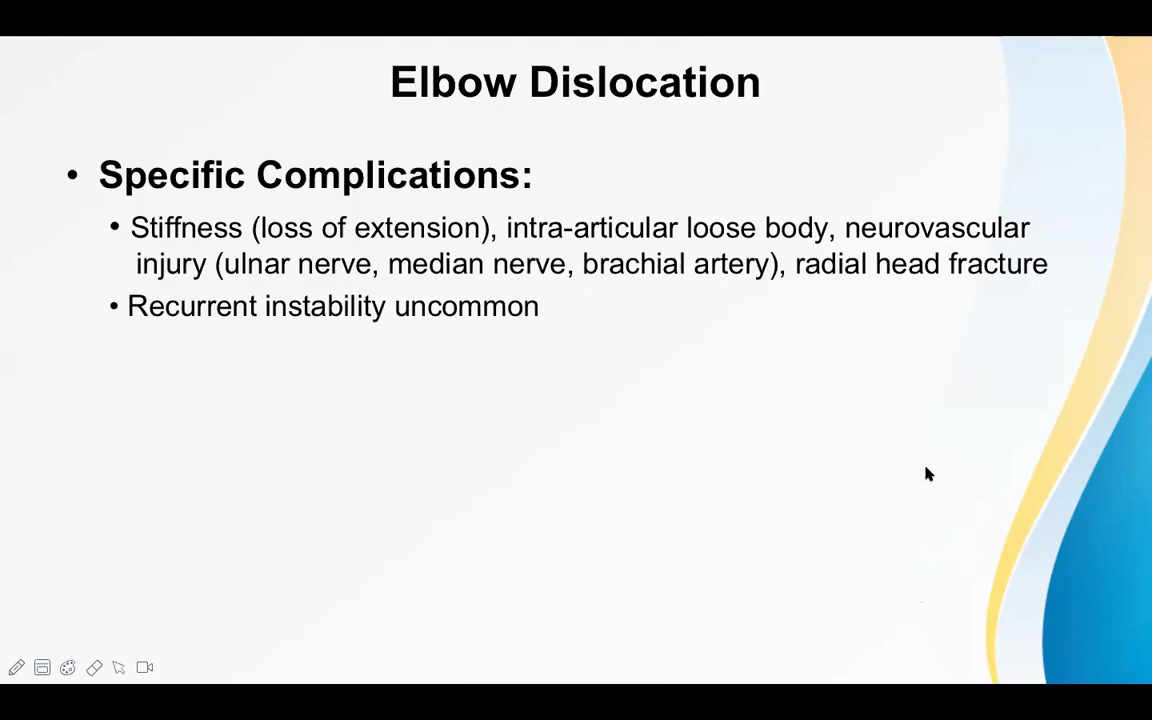 Elbow Dislocation
• Specific Complications:
• Stiffness (loss of extension), intra-articular loose body, neurovascular
injury (ulnar nerve, median nerve, brachial artery), radial head fracture
• Recurrent instability uncommon